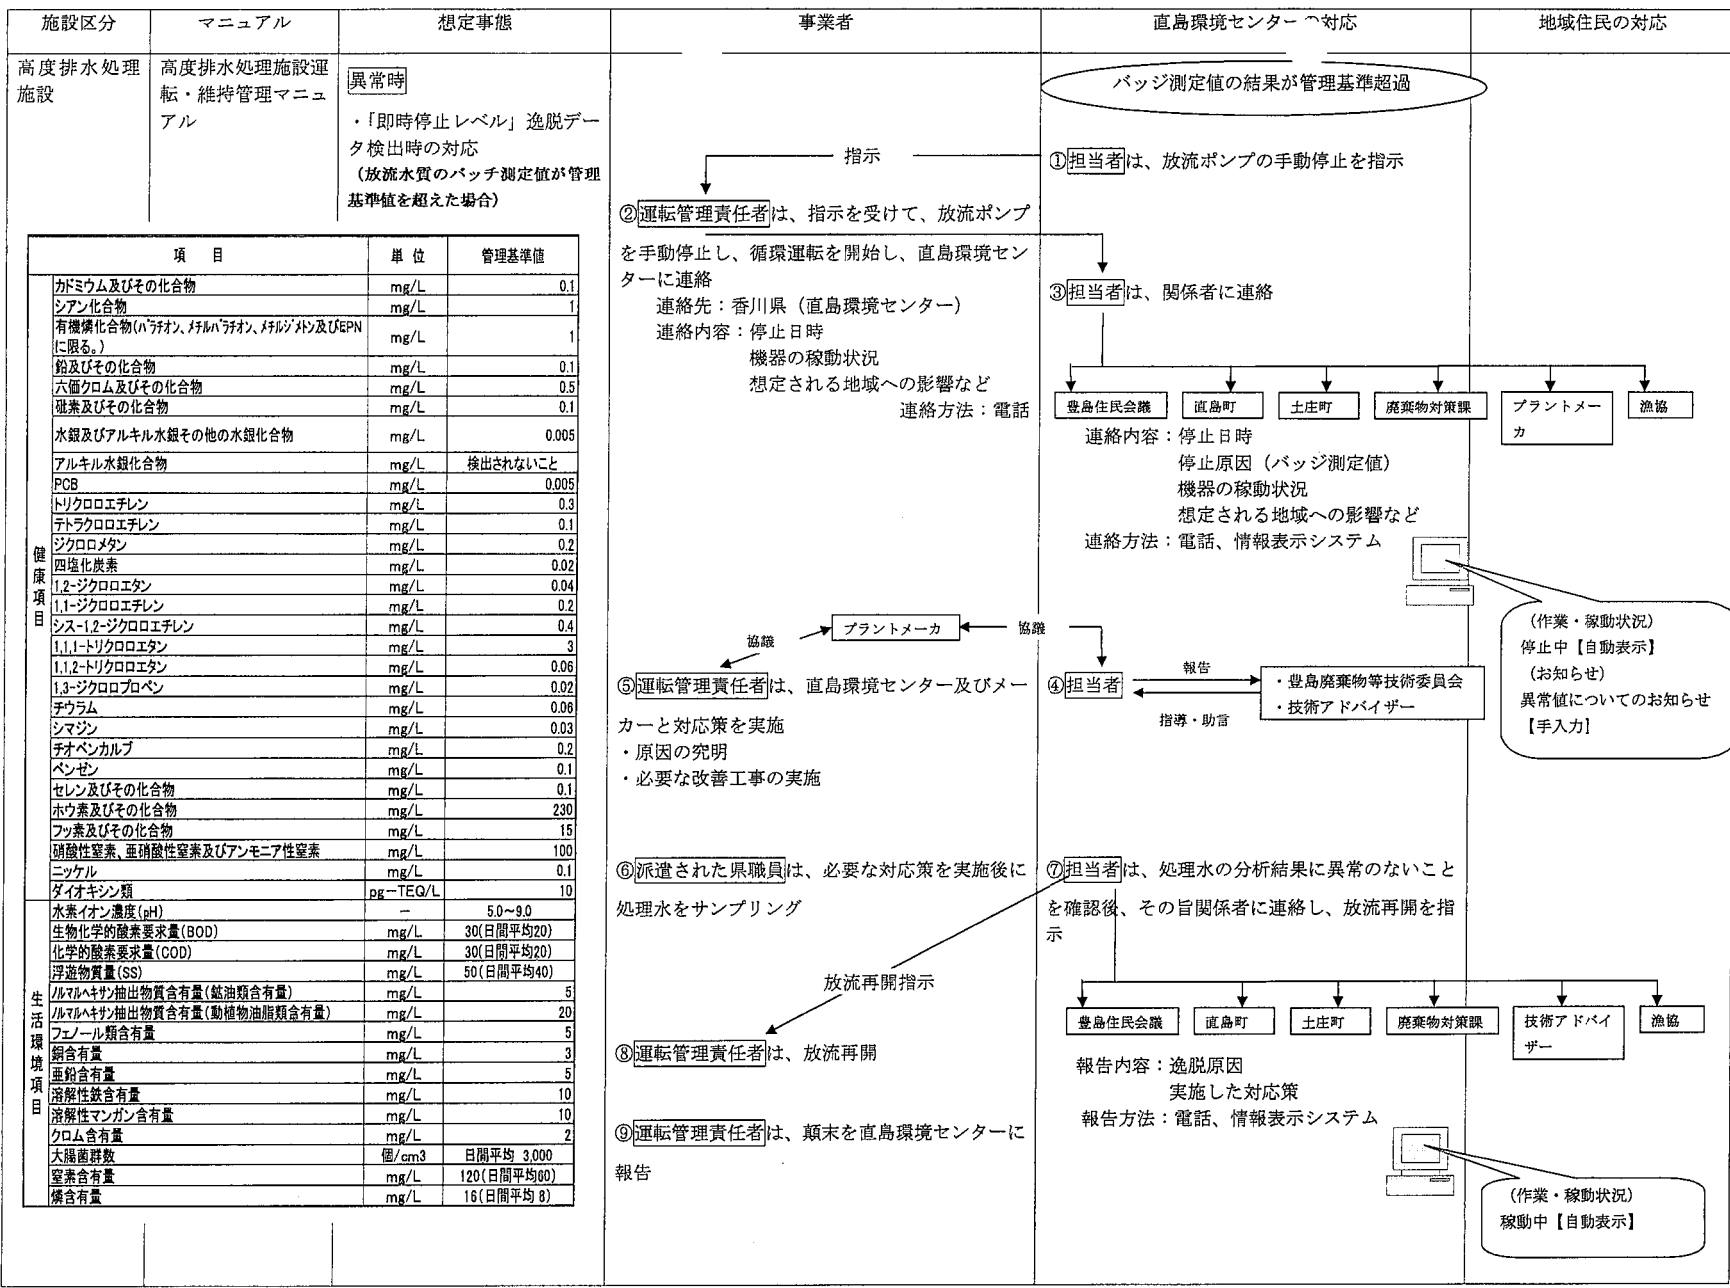 施設区分 マニュアル 想定事態 事業者 直島環境センターの対応 地域住民の対応
高度排水処理
施設
高度排水処理施設運
転・維持管理マニュ
アル
異常時
・「即時停止レベル」逸脱デー
タ検出時の対応
（放流水質のバッチ測定値が管理
基準値を超えた場合）
項 目 単 位 管理基準値
健康項目
カドミウム及びその化合物 mg/L 0.1
シアン化合物 mg/L 1
有機燐化合物(パラチオン、メチルパラチオン、メチルジメトン及びEPN
に限る。) mg/L 1
鉛及びその化合物 mg/L 0.1
六価クロム及びその化合物 mg/L 0.5
砒素及びその化合物 mg/L 0.1
水銀及びアルキル水銀その他の水銀化合物 mg/L 0.005
アルキル水銀化合物 mg/L 検出されないこと
PCB mg/L 0.005
トリクロロエチレン mg/L 0.3
テトラクロロエチレン mg/L 0.1
ジクロロメタン mg/L 0.2
四塩化炭素 mg/L 0.02
1,2-ジクロロエタン mg/L 0.04
1,1-ジクロロエチレン mg/L 0.2
シス-1,2-ジクロロエチレン mg/L 0.4
1,1,1-トリクロロエタン mg/L 3
1,1,2-トリクロロエタン mg/L 0.06
1,3-ジクロロプロペン mg/L 0.02
チウラム mg/L 0.06
シマジン mg/L 0.03
チオベンカルブ mg/L 0.2
ベンゼン mg/L 0.1
セレン及びその化合物 mg/L 0.1
ホウ素及びその化合物 mg/L 230
フッ素及びその化合物 mg/L 15
硝酸性窒素、亜硝酸性窒素及びアンモニア性窒素 mg/L 100
ニッケル mg/L 0.1
ダイオキシン類 pg-TEQ/L 10
生活環境項目
水素イオン濃度(pH) － 5.0～9.0
生物化学的酸素要求量(BOD) mg/L 30(日間平均20)
化学的酸素要求量(COD) mg/L 30(日間平均20)
浮遊物質量(SS) mg/L 50(日間平均40)
ノルマルヘキサン抽出物質含有量(鉱油類含有量) mg/L 5
ノルマルヘキサン抽出物質含有量(動植物油脂類含有量) mg/L 20
フェノール類含有量 mg/L 5
銅含有量 mg/L 3
亜鉛含有量 mg/L 5
溶解性鉄含有量 mg/L 10
溶解性マンガン含有量 mg/L 10
クロム含有量 mg/L 2
大腸菌群数 個/cm3 日間平均 3,000
窒素含有量 mg/L 120(日間平均60)
燐含有量 mg/L 16(日間平均 8)
バッジ測定値の結果が管理基準超過
指示
①担当者は、放流ポンプの手動停止を指示
②運転管理責任者は、指示を受けて、放流ポンプ
を手動停止し、循環運転を開始し、直島環境セン
ターに連絡
連絡先：香川県（直島環境センター）
連絡内容：停止日時
機器の稼動状況
想定される地域への影響など
連絡方法：電話
③担当者は、関係者に連絡
豊島住民会議 直島町 土庄町 廃棄物対策課 プラントメー
カ 漁協
連絡内容：停止日時
停止原因（バッジ測定値）
機器の稼動状況
想定される地域への影響など
連絡方法：電話、情報表示システム
（作業・稼動状況）
停止中【自動表示】
（お知らせ）
異常値についてのお知らせ
【手入力】
協議 プラントメーカ 協議
⑤運転管理責任者は、直島環境センター及びメー
カーと対応策を実施
・原因の究明
・必要な改善工事の実施
④担当者
報告
指導・助言
・豊島廃棄物等技術委員会
・技術アドバイザー
⑥派遣された県職員は、必要な対応策を実施後に
処理水をサンプリング
⑦担当者は、処理水の分析結果に異常のないこと
を確認後、その旨関係者に連絡し、放流再開を指
示
放流再開指示
豊島住民会議 直島町 土庄町 廃棄物対策課 技術アドバイ
ザー 漁協
⑧運転管理責任者は、放流再開
報告内容：逸脱原因
実施した対応策
報告方法：電話、情報表示システム
⑨運転管理責任者は、顛末を直島環境センターに
報告
（作業・稼動状況）
稼動中【自動表示】